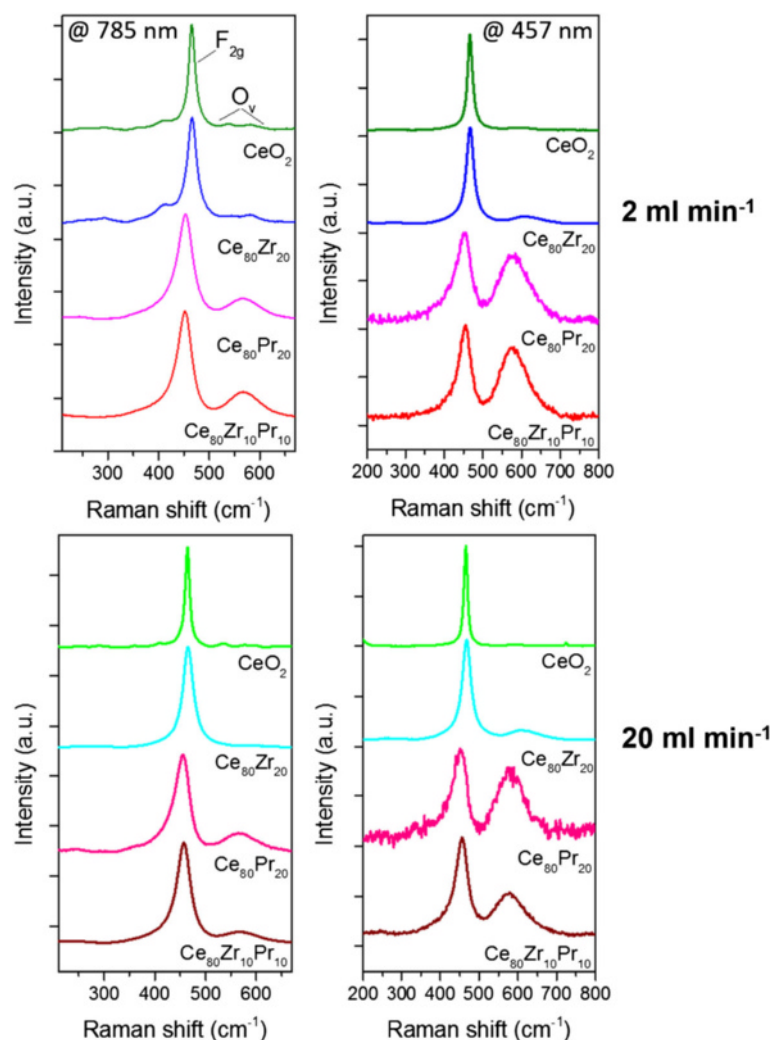 @ 785 nm
F2g
Ov
CeO2
Ce80Zr20
Ce80Pr20
Ce80Zr10Pr10
Intensity (a.u.)
300 400 500 600
Raman shift (cm-1)
@ 457 nm
CeO2
Ce80Zr20
Ce80Pr20
Ce80Zr10Pr10
Intensity (a.u.)
200 300 400 500 600 700 800
Raman shift (cm-1)
2 ml min-1
CeO2
Ce80Zr20
Ce80Pr20
Ce80Zr10Pr10
Intensity (a.u.)
300 400 500 600
Raman shift (cm-1)
CeO2
Ce80Zr20
Ce80Pr20
Ce80Zr10Pr10
Intensity (a.u.)
200 300 400 500 600 700 800
Raman shift (cm-1)
20 ml min-1